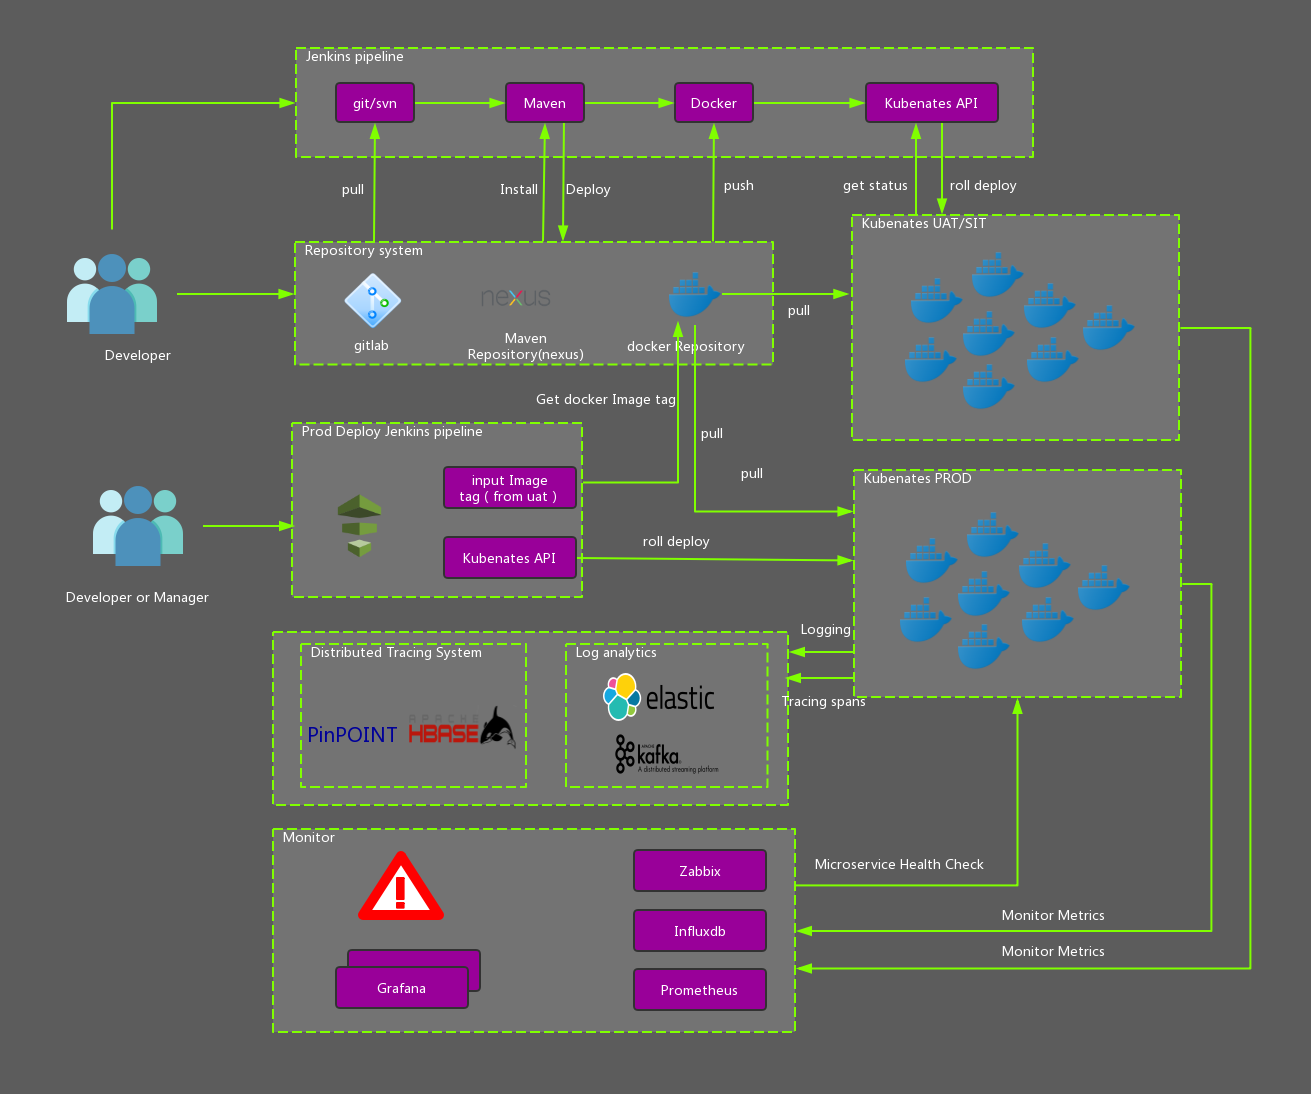 Jenkins pipeline
git/svn
Maven
Docker
Kubenates API
pull
Install
Deploy
push
get status
roll deploy
Repository system
gitlab
nexus
Maven
Repository(nexus)
docker Repository
pull
Kubenates UAT/SIT
Developer
Get docker Image tag
pull
pull
Prod Deploy Jenkins pipeline
input Image
tag ( from uat )
Kubenates API
roll deploy
Kubenates PROD
Developer or Manager
Logging
Tracing spans
Distributed Tracing System
PinPOINT
APACHE
HBASE
Log analytics
elastic
APACHE
kafka
A distributed streaming platform
Monitor
Zabbix
Influxdb
Prometheus
Grafana
Microservice Health Check
Monitor Metrics
Monitor Metrics